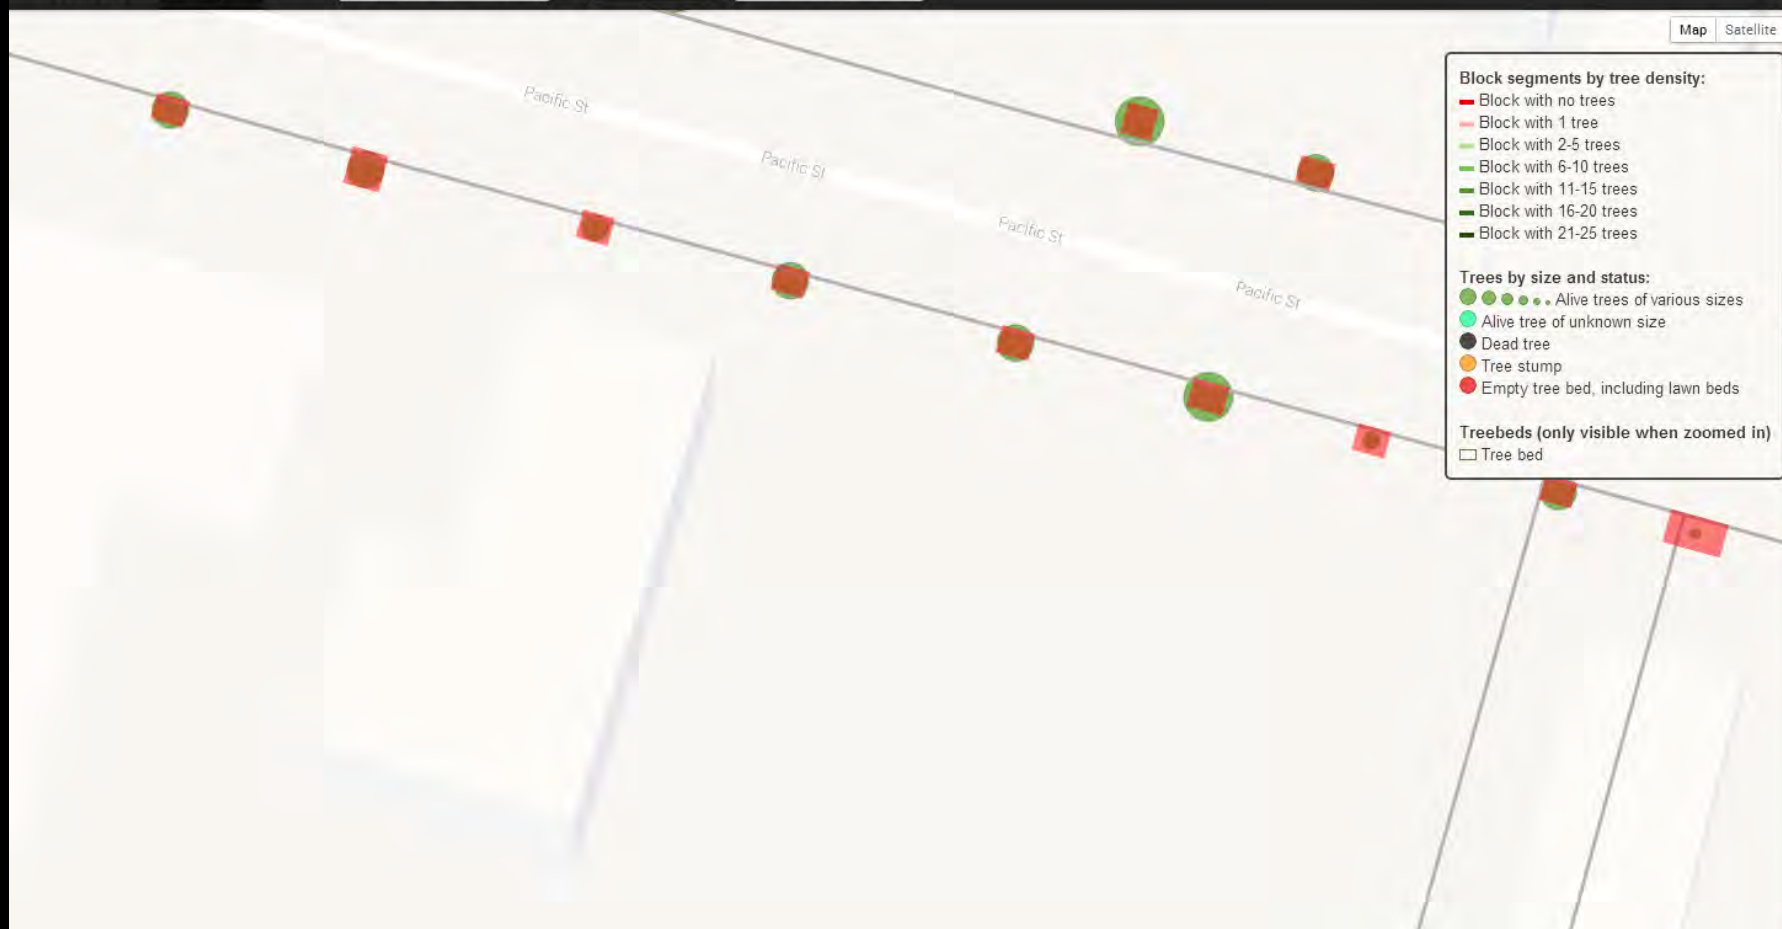 Map Satellite
Pacific St
Pacific St
Pacific St
Pacific St
Block segments by tree density:
Block with no trees
Block with 1 tree
Block with 2-5 trees
Block with 6-10 trees
Block with 11-15 trees
Block with 16-20 trees
Block with 21-25 trees
Trees by size and status:
Alive trees of various sizes
Alive tree of unknown size
Dead tree
Tree stump
Empty tree bed, including lawn beds
Treebeds (only visible when zoomed in)
Tree bed